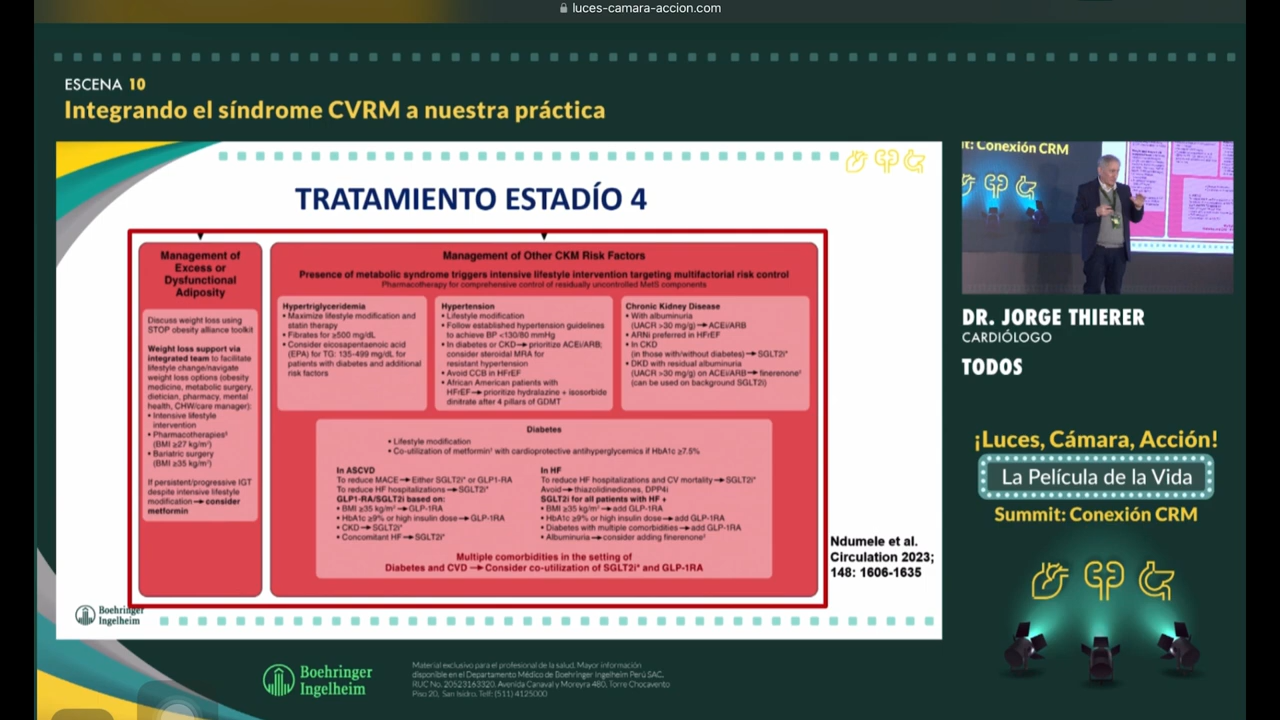 luces-camara-accion.com
ESCENA 10
Integrando el síndrome CVRM a nuestra práctica
TRATAMIENTO ESTADÍO 4
Management of
Excess or
Dysfunctional
Adiposity
Discuss weight loss using
STOP obesity alliance toolkit
Weight loss support via
integrated team to facilitate
lifestyle change/navigate
weight loss options (obesity
medicine, metabolic surgery,
dietician, pharmacy, mental
health, CHW/care manager):
• Intensive lifestyle
intervention
• Pharmacotherapies§
(BMI ≥27 kg/m²)
• Bariatric surgery
(BMI ≥35 kg/m²)
If persistent/progressive IGT
despite intensive lifestyle
modification → consider
metformin
Management of Other CKM Risk Factors
Presence of metabolic syndrome triggers intensive lifestyle intervention targeting multifactorial risk control
Pharmacotherapy for comprehensive control of residually uncontrolled MetS components
Hypertriglyceridemia
• Maximize lifestyle modification and
statin therapy
• Fibrates for ≥500 mg/dL
• Consider eicosapentaenoic acid
(EPA) for TG: 135-499 mg/dL for
patients with diabetes and additional
risk factors
Hypertension
• Lifestyle modification
• Follow established hypertension guidelines
to achieve BP <130/80 mmHg
• In diabetes or CKD → prioritize ACEi/ARB;
consider steroidal MRA for
resistant hypertension
• Avoid CCB in HFrEF
• African American patients with
HFrEF → prioritize hydralazine + isosorbide
dinitrate after 4 pillars of GDMT
Chronic Kidney Disease
• With albuminuria
(UACR >30 mg/g) → ACEi/ARB
• ARNi preferred in HFrEF
• In CKD
(in those with/without diabetes) → SGLT2i*
• DKD with residual albuminuria
(UACR >30 mg/g) on ACEi/ARB → finerenone†
(can be used on background SGLT2i)
Diabetes
• Lifestyle modification
• Co-utilization of metformin† with cardioprotective antihyperglycemics if HbA1c ≥7.5%
In ASCVD
To reduce MACE → Either SGLT2i* or GLP1-RA
To reduce HF hospitalizations → SGLT2i*
GLP1-RA/SGLT2i based on:
• BMI ≥35 kg/m² → GLP-1RA
• HbA1c ≥9% or high insulin dose → GLP-1RA
• CKD → SGLT2i*
• Concomitant HF → SGLT2i*
In HF
To reduce HF hospitalizations and CV mortality → SGLT2i*
Avoid → thiazolidinediones, DPP4i
SGLT2i for all patients with HF +
• BMI ≥35 kg/m² → add GLP-1RA
• HbA1c ≥9% or high insulin dose → add GLP-1RA
• Diabetes with multiple comorbidities → add GLP-1RA
• Albuminuria → consider adding finerenone†
Multiple comorbidities in the setting of
Diabetes and CVD → Consider co-utilization of SGLT2i* and GLP-1RA
Ndumele et al.
Circulation 2023;
148: 1606-1635
Boehringer
Ingelheim
t: Conexión CRM
DR. JORGE THIERER
CARDIÓLOGO
TODOS
¡Luces, Cámara, Acción!
La Película de la Vida
Summit: Conexión CRM
Boehringer
Ingelheim
Material exclusivo para el profesional de la salud. Mayor información
disponible en el Departamento Médico de Boehringer Ingelheim Perú SAC.
RUC No. 20523163320, Avenida Canaval y Moreyra 480, Torre Chocavento
Piso 20, San Isidro. Telf: (511) 4125000